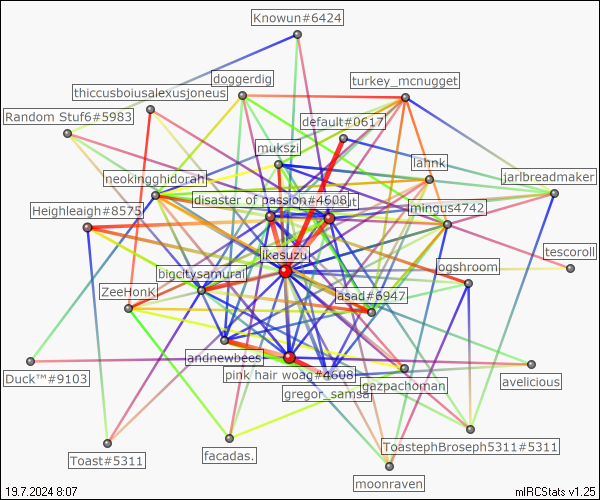 Knowun#6424
doggerdig
turkey_mcnugget
thiccusboiusalexusjoneus
Random Stuf6#5983
default#0617
mukszi
lahnk
neokingghidorah
jarlbreadmaker
disaster of passion#4608
Heighleaigh#8575
mingus4742
jkasuzu
tescoroll
bigcitysamurai
ogshroom
ZeeHonK
asad#6947
andnewbees
Duck™#9103
pink hair woag#4608
gazpachoman
avelicious
gregor_samsa
ToastephBroseph5311#5311
facadas.
Toast#5311
moonraven
19.7.2024 8:07
mIRCStats v1.25